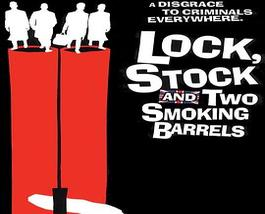 A DISGRACE
TO CRIMINALS
EVERYWHERE.
LOCK,
STOCK
AND TWO
SMOKING
BARRELS